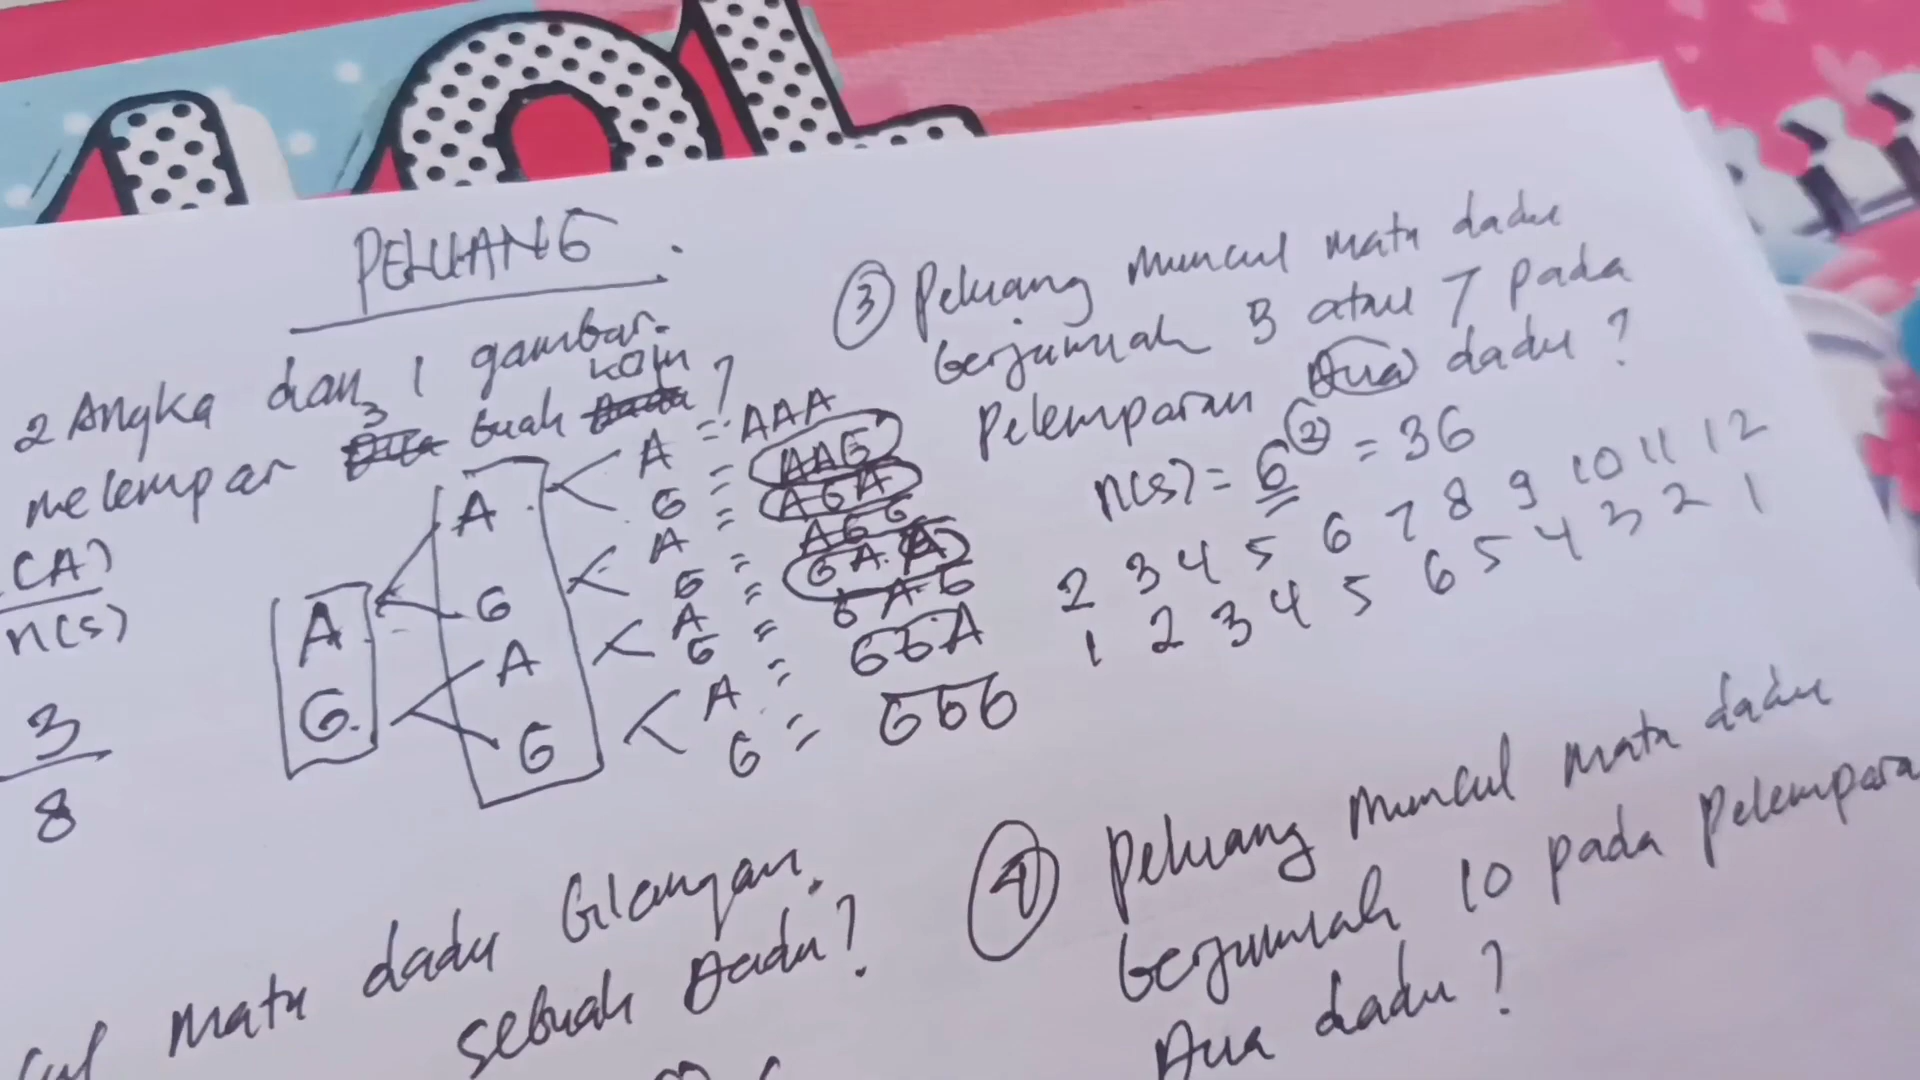 LOL
PELUANG.
2 Angka dan 1 gambar.
koin
3
melempar buah ?
(A)
n(s)
3
8
A
G
A
G
A
G
A = AAA
G = AAG
A = AGA
G = AGG
A = GAA
G = GAG
A = GGA
G = GGG
mata dadu bilangan.
sebuah Dadu?
③ Peluang muncul mata dadu
berjumlah 3 atau 7 pada
Pelemparan Dua dadu?
n(s) = 6² = 36
2 3 4 5 6 7 8 9 10 11 12
1 2 3 4 5 6 5 4 3 2 1
④ Peluang muncul mata dadu
berjumlah 10 pada pelempara
Dua dadu?